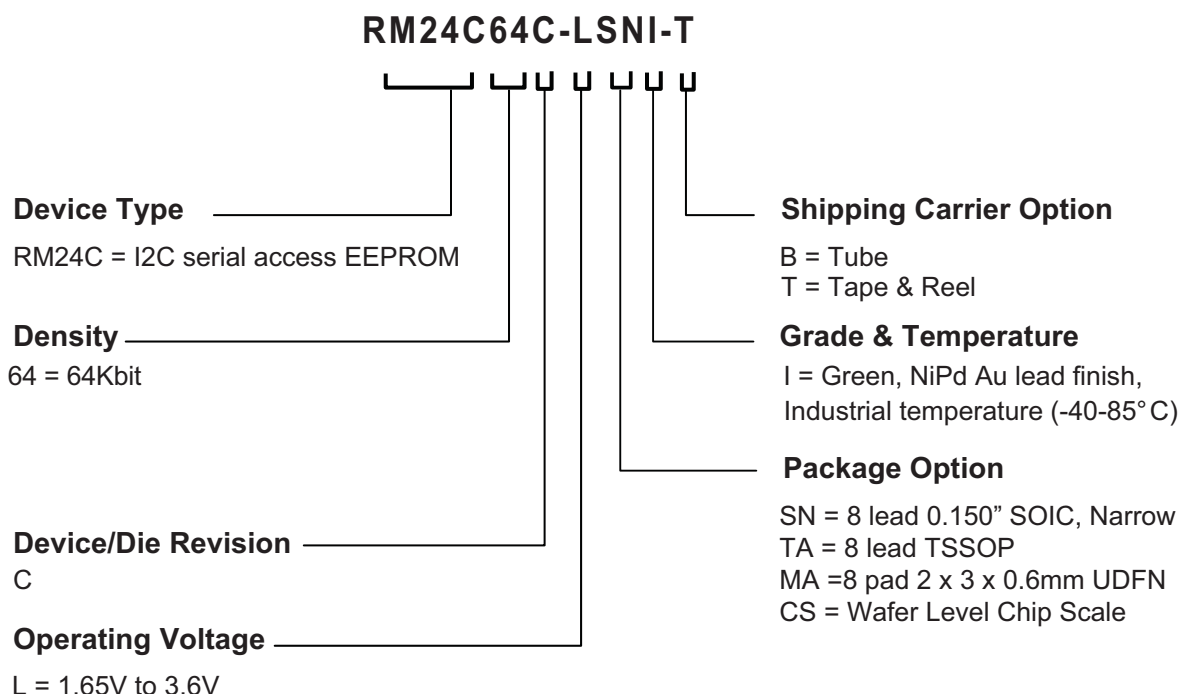 RM24C64C-LSNI-T
Device Type
RM24C = I2C serial access EEPROM
Density
64 = 64Kbit
Device/Die Revision
C
Operating Voltage
L = 1.65V to 3.6V
Shipping Carrier Option
B = Tube
T = Tape & Reel
Grade & Temperature
I = Green, NiPd Au lead finish,
Industrial temperature (-40-85°C)
Package Option
SN = 8 lead 0.150” SOIC, Narrow
TA = 8 lead TSSOP
MA =8 pad 2 x 3 x 0.6mm UDFN
CS = Wafer Level Chip Scale